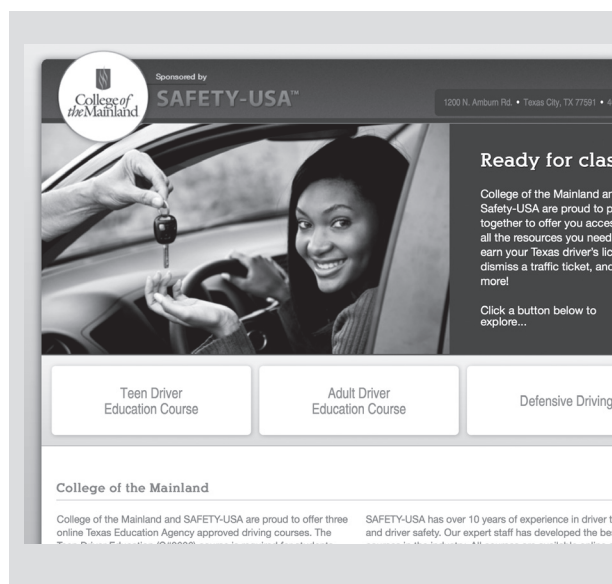 College of
the Mainland
Sponsored by
SAFETY-USA™
1200 N. Amburn Rd. • Texas City, TX 77591 • 4
Ready for clas
College of the Mainland an
Safety-USA are proud to p
together to offer you acces
all the resources you need
earn your Texas driver's lic
dismiss a traffic ticket, and
more!
Click a button below to
explore...
Teen Driver
Education Course
Adult Driver
Education Course
Defensive Driving
College of the Mainland
College of the Mainland and SAFETY-USA are proud to offer three
online Texas Education Agency approved driving courses. The
SAFETY-USA has over 10 years of experience in driver t
and driver safety. Our expert staff has developed the be